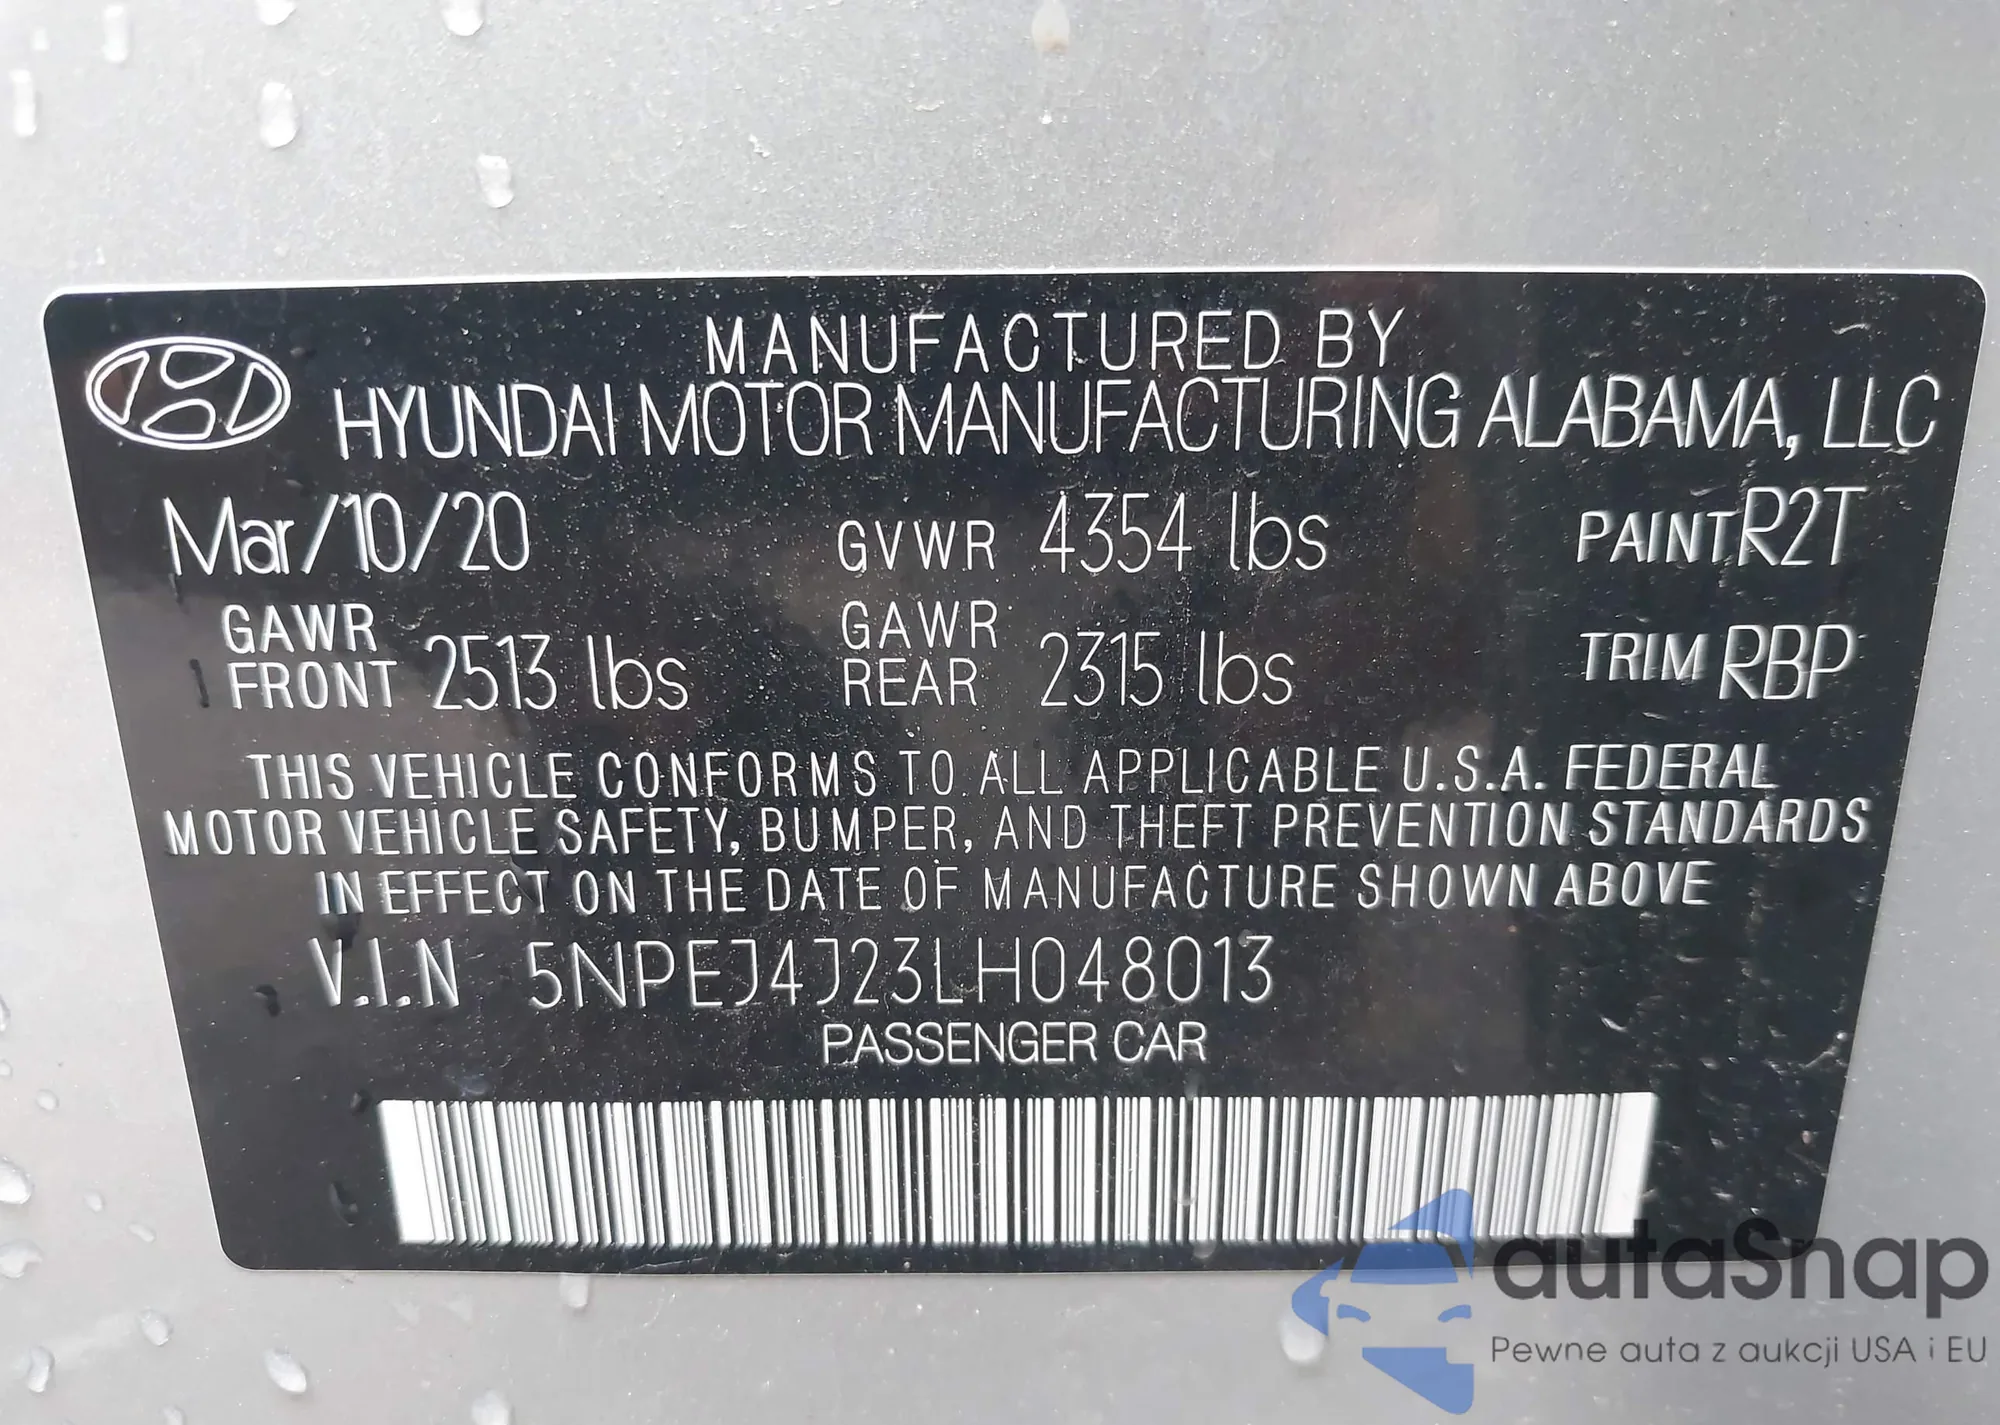 MANUFACTURED BY
HYUNDAI MOTOR MANUFACTURING ALABAMA, LLC
Mar/10/20 GVWR 4354 lbs PAINT R2T
GAWR FRONT 2513 lbs GAWR REAR 2315 lbs TRIM RBP
THIS VEHICLE CONFORMS TO ALL APPLICABLE U.S.A. FEDERAL
MOTOR VEHICLE SAFETY, BUMPER, AND THEFT PREVENTION STANDARDS
IN EFFECT ON THE DATE OF MANUFACTURE SHOWN ABOVE
V.I.N 5NPEJ4J23LH048013
PASSENGER CAR
autaSnap
Pewne auta z aukcji USA i EU